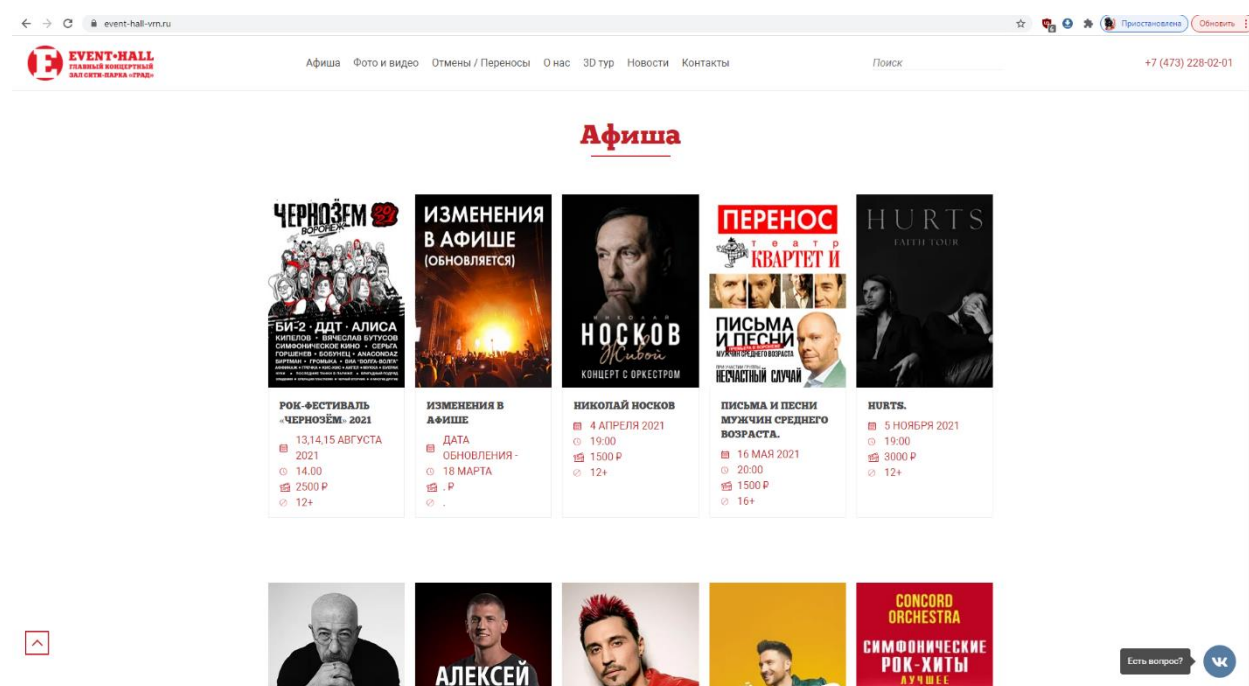 event-hall-vrn.ru
Приостановлена
Обновить
EVENT•HALL
ГЛАВНЫЙ КОНЦЕРТНЫЙ
ЗАЛ СИТИ-ПАРКА «ГРАД»
Афиша Фото и видео Отмены / Переносы О нас 3D тур Новости Контакты
Поиск
+7 (473) 228-02-01
Афиша
ЧЕРНОЗЁМ 2021
ВОРОНЕЖ
БИ-2 · ДДТ · АЛИСА
КИПЕЛОВ • ВЯЧЕСЛАВ БУТУСОВ
СИМФОНИЧЕСКОЕ КИНО • СЕРЬГА
ГОРШЕНЕВ • БОБУНЕЦ • ANACONDAZ
РОК-ФЕСТИВАЛЬ
«ЧЕРНОЗЁМ» 2021
13,14,15 АВГУСТА
2021
14.00
2500 ₽
12+
ИЗМЕНЕНИЯ
В АФИШЕ
(ОБНОВЛЯЕТСЯ)
ИЗМЕНЕНИЯ В
АФИШЕ
ДАТА
ОБНОВЛЕНИЯ -
18 МАРТА
. ₽
.
НИКОЛАЙ
НОСКОВ
Живой
КОНЦЕРТ С ОРКЕСТРОМ
НИКОЛАЙ НОСКОВ
4 АПРЕЛЯ 2021
19:00
1500 ₽
12+
ПЕРЕНОС
театр
КВАРТЕТ И
ПИСЬМА
И ПЕСНИ
МУЖЧИН СРЕДНЕГО ВОЗРАСТА
НЕСЧАСТНЫЙ СЛУЧАЙ
ПИСЬМА И ПЕСНИ
МУЖЧИН СРЕДНЕГО
ВОЗРАСТА.
16 МАЯ 2021
20:00
1500 ₽
16+
HURTS
FAITH TOUR
HURTS.
5 НОЯБРЯ 2021
19:00
3000 ₽
12+
АЛЕКСЕЙ
CONCORD
ORCHESTRA
СИМФОНИЧЕСКИЕ
РОК-ХИТЫ
ЛУЧШЕЕ
Есть вопрос?